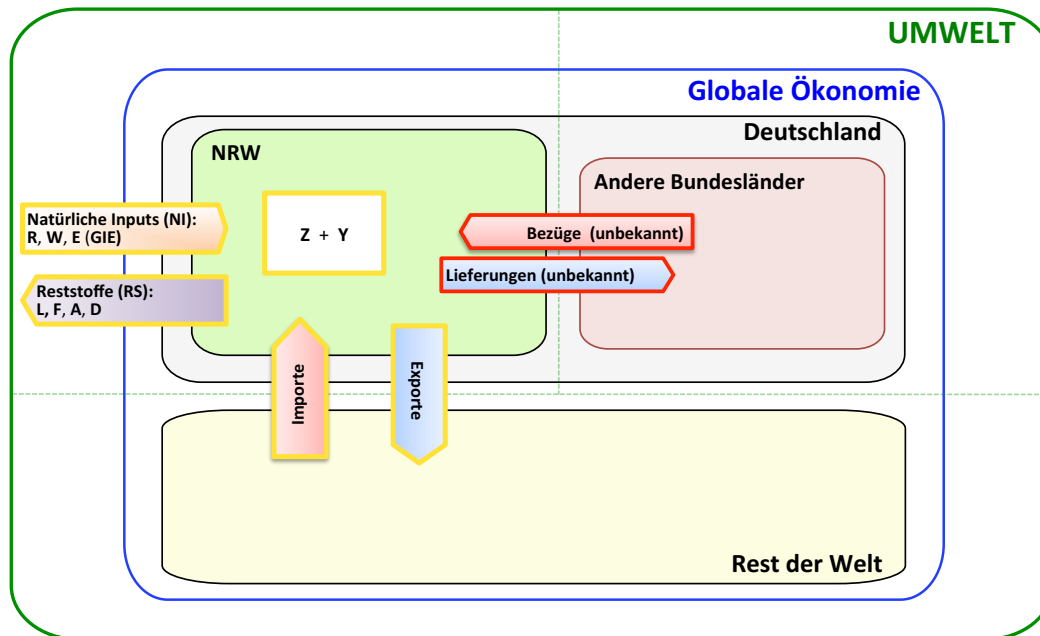 UMWELT
Globale Ökonomie
Deutschland
NRW
Andere Bundesländer
Natürliche Inputs (NI):
R, W, E (GIE)
Z + Y
Bezüge (unbekannt)
Lieferungen (unbekannt)
Reststoffe (RS):
L, F, A, D
Importe
Exporte
Rest der Welt